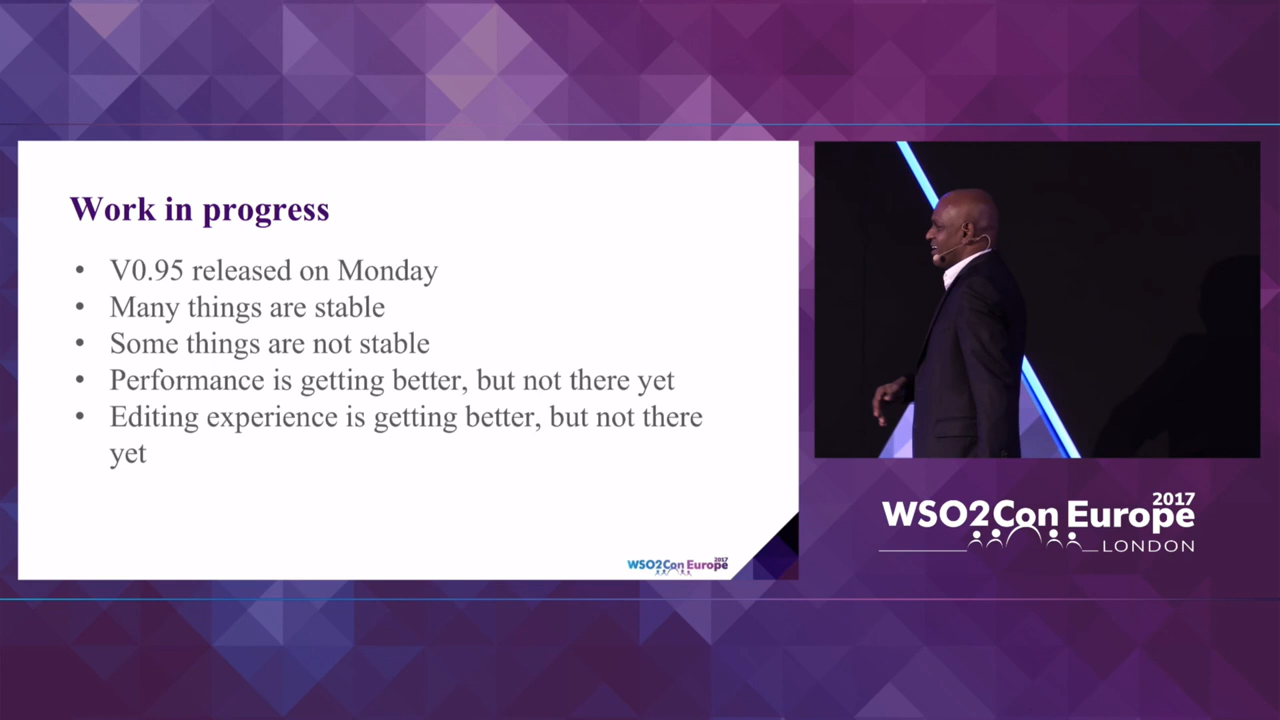 Work in progress
• V0.95 released on Monday
• Many things are stable
• Some things are not stable
• Performance is getting better, but not there yet
• Editing experience is getting better, but not there
yet
WSO2Con Europe 2017
2017
WSO2Con Europe
LONDON